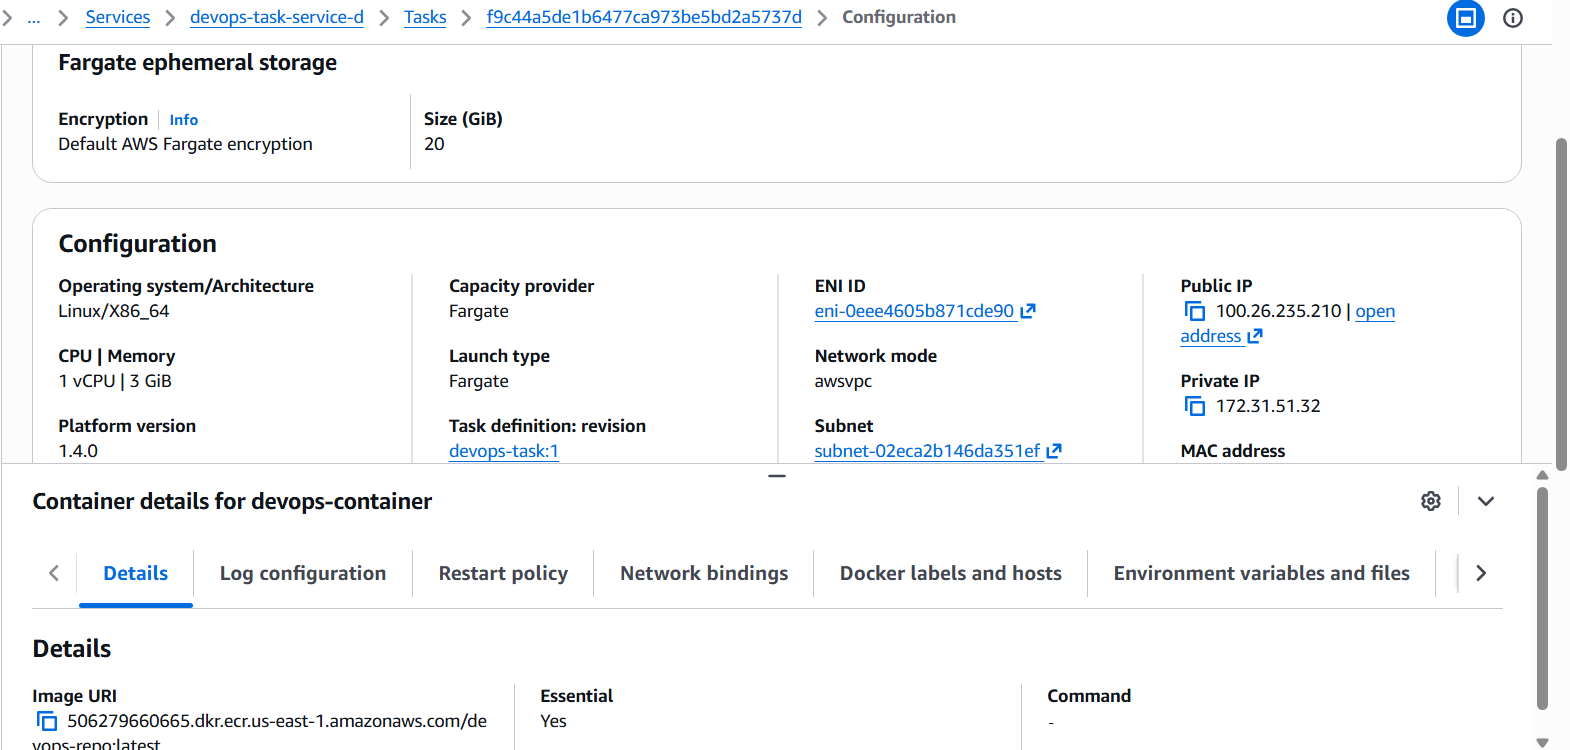 ... Services devops-task-service-d Tasks f9c44a5de1b6477ca973be5bd2a5737d Configuration
Fargate ephemeral storage
Encryption Info
Default AWS Fargate encryption
Size (GiB)
20
Configuration
Operating system/Architecture
Linux/X86_64
CPU | Memory
1 vCPU | 3 GiB
Platform version
1.4.0
Capacity provider
Fargate
Launch type
Fargate
Task definition: revision
devops-task:1
ENI ID
eni-0eee4605b871cde90
Network mode
awsvpc
Subnet
subnet-02eca2b146da351ef
Public IP
100.26.235.210 | open
address
Private IP
172.31.51.32
MAC address
Container details for devops-container
Details Log configuration Restart policy Network bindings Docker labels and hosts Environment variables and files
Details
Image URI
506279660665.dkr.ecr.us-east-1.amazonaws.com/de
vops-repo:latest
Essential
Yes
Command
-